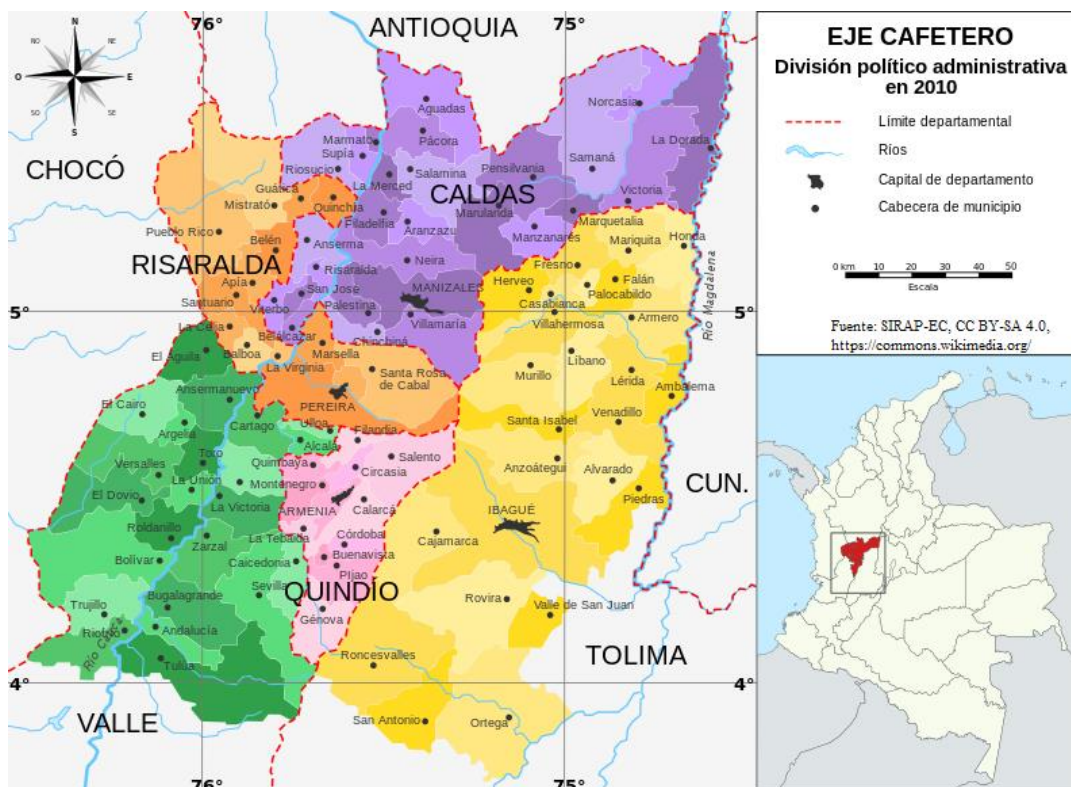 76°
75°
ANTIOQUIA
N
NO
NE
O
E
SO
SE
S
CHOCÓ
Norcasia
Aguadas
Marmato
Pácora
La Dorada
Supía
Riosucio
Salamina
Pensilvania
Samaná
La Merced
CALDAS
Victoria
Guática
Mistrató
Quinchía
Filadelfia
Marulanda
Marquetalia
Pueblo Rico
Aranzazu
Manzanares
Honda
Belén
Anserma
Mariquita
RISARALDA
Risaralda
Neira
Fresno
Falán
Apía
San Jose
MANIZALES
Herveo
Palocabildo
Santuario
Viterbo
Palestina
Casabianca
Río Magdalena
5°
5°
Villamaría
Villahermosa
Armero
La Celia
Belálcazar
Chinchiná
El Águila
Balboa
Marsella
Líbano
La Virginia
Santa Rosa
de Cabal
Murillo
Lérida
Ambalema
Ansermanuevo
El Cairo
PEREIRA
Venadillo
Argelia
Cartago
Ulloa
Filandia
Santa Isabel
Alcalá
Toro
Salento
Versalles
Quimbaya
Circasia
Anzoátegui
Alvarado
La Unión
Montenegro
CUN.
El Dovio
La Victoria
ARMENIA
Calarcá
IBAGUÉ
Piedras
Roldanillo
La Tebaida
Córdoba
Cajamarca
Zarzal
Buenavista
Bolívar
Caicedonia
Pijao
Sevilla
QUINDÍO
Bugalagrande
Rovira
Trujillo
Génova
Valle de San Juan
Riofrío
Andalucía
Río Cauca
Roncesvalles
TOLIMA
Tulúa
4°
4°
VALLE
San Antonio
Ortega
76°
75°
EJE CAFETERO
División político administrativa
en 2010
Límite departamental
Ríos
Capital de departamento
Cabecera de municipio
0 km 10 20 30 40 50
Escala
Fuente: SIRAP-EC, CC BY-SA 4.0,
https://commons.wikimedia.org/